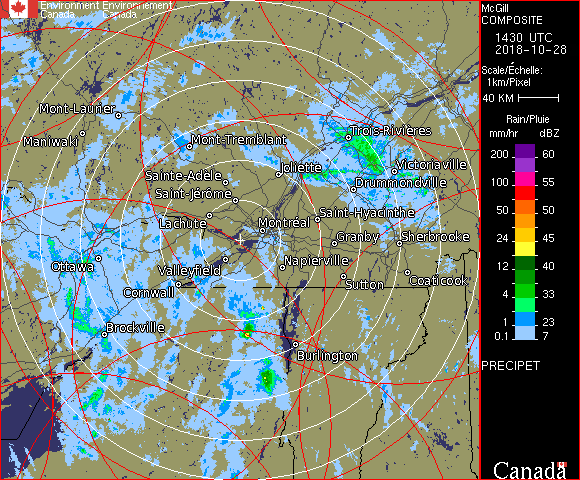 Environment Environnement
Canada Canada
Mont-Laurier
Maniwaki
Mont-Tremblant
Trois-Rivières
Joliette
Victoriaville
Sainte-Adèle
Drummondville
Saint-Jérôme
Lachute
Montréal
Saint-Hyacinthe
Granby
Sherbrooke
Ottawa
Valleyfield
Napierville
Cornwall
Sutton
Coaticook
Brockville
Burlington
McGill
COMPOSITE
1430 UTC
2018-10-28
Scale/Échelle:
1km/Pixel
40 KM
Rain/Pluie
mm/hr dBZ
200 60
100 55
50 50
24 45
12 40
4 33
1 23
0.1 7
PRECIPET
Canada